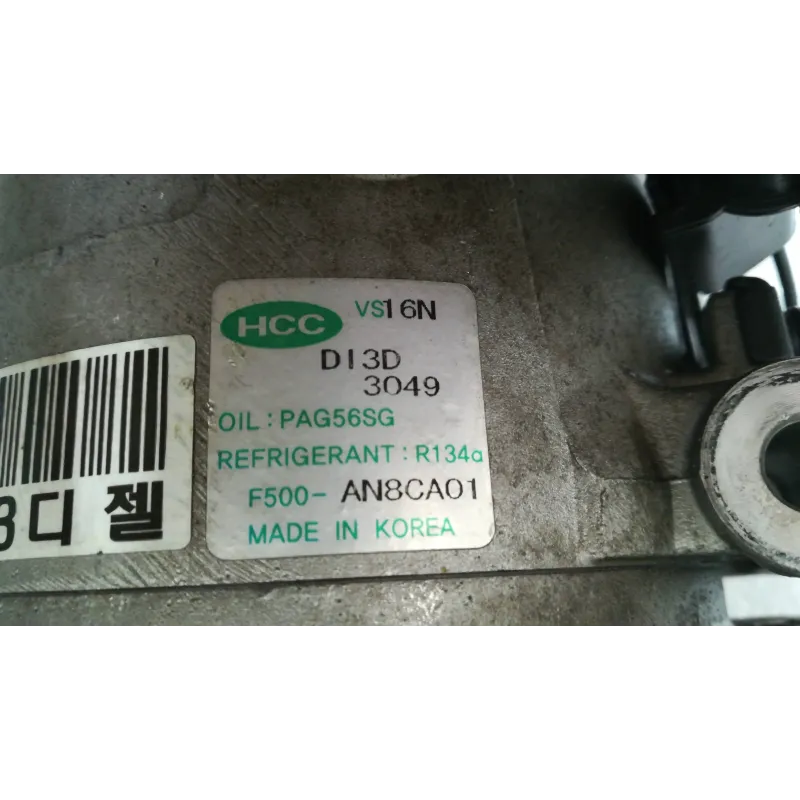 HCC VS16N
DI3D
3049
OIL : PAG56SG
REFRIGERANT : R134a
F500- AN8CA01
MADE IN KOREA
3디젤